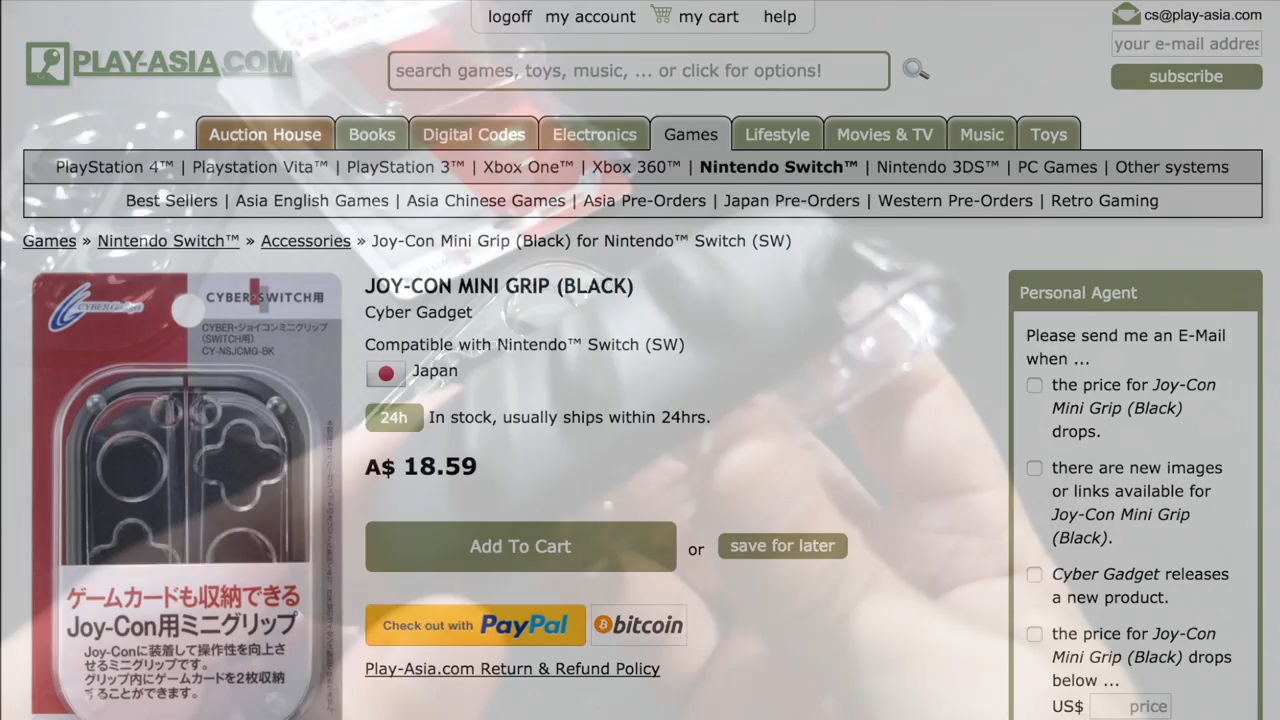 logoff my account my cart help
cs@play-asia.com
PLAY-ASIA.COM
search games, toys, music, ... or click for options!
your e-mail addres
subscribe
Auction House Books Digital Codes Electronics Games Lifestyle Movies & TV Music Toys
PlayStation 4™ | Playstation Vita™ | PlayStation 3™ | Xbox One™ | Xbox 360™ | Nintendo Switch™ | Nintendo 3DS™ | PC Games | Other systems
Best Sellers | Asia English Games | Asia Chinese Games | Asia Pre-Orders | Japan Pre-Orders | Western Pre-Orders | Retro Gaming
Games » Nintendo Switch™ » Accessories » Joy-Con Mini Grip (Black) for Nintendo™ Switch (SW)
CYBER SWITCH用
CYBER・ジョイコンミニグリップ
(SWITCH用)
CY-NSJCMG-BK
ゲームカードも収納できる
Joy-Con用ミニグリップ
Joy-Conに装着して操作性を向上さ
せるミニグリップです。
グリップ内にゲームカードを2枚収納
することができます。
JOY-CON MINI GRIP (BLACK)
Cyber Gadget
Compatible with Nintendo™ Switch (SW)
Japan
24h In stock, usually ships within 24hrs.
A$ 18.59
Add To Cart or save for later
Check out with PayPal bitcoin
Play-Asia.com Return & Refund Policy
Personal Agent
Please send me an E-Mail
when ...
the price for Joy-Con
Mini Grip (Black)
drops.
there are new images
or links available for
Joy-Con Mini Grip
(Black).
Cyber Gadget releases
a new product.
the price for Joy-Con
Mini Grip (Black) drops
below ...
US$ price